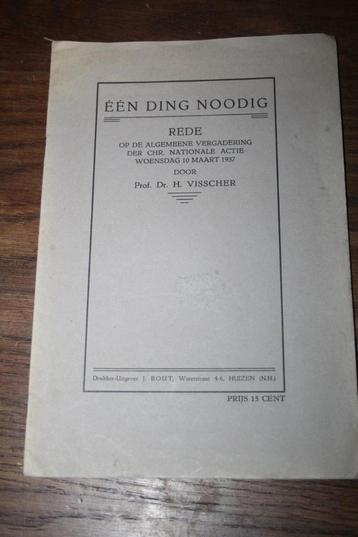 ÉÉN DING NOODIG
REDE
OP DE ALGEMEENE VERGADERING
DER CHR. NATIONALE ACTIE
WOENSDAG 10 MAART 1937
DOOR
Prof. Dr. H. VISSCHER
Drukker-Uitgever J. BOUT, Waterstraat 4-6, HUIZEN (N.H.)
PRIJS 15 CENT